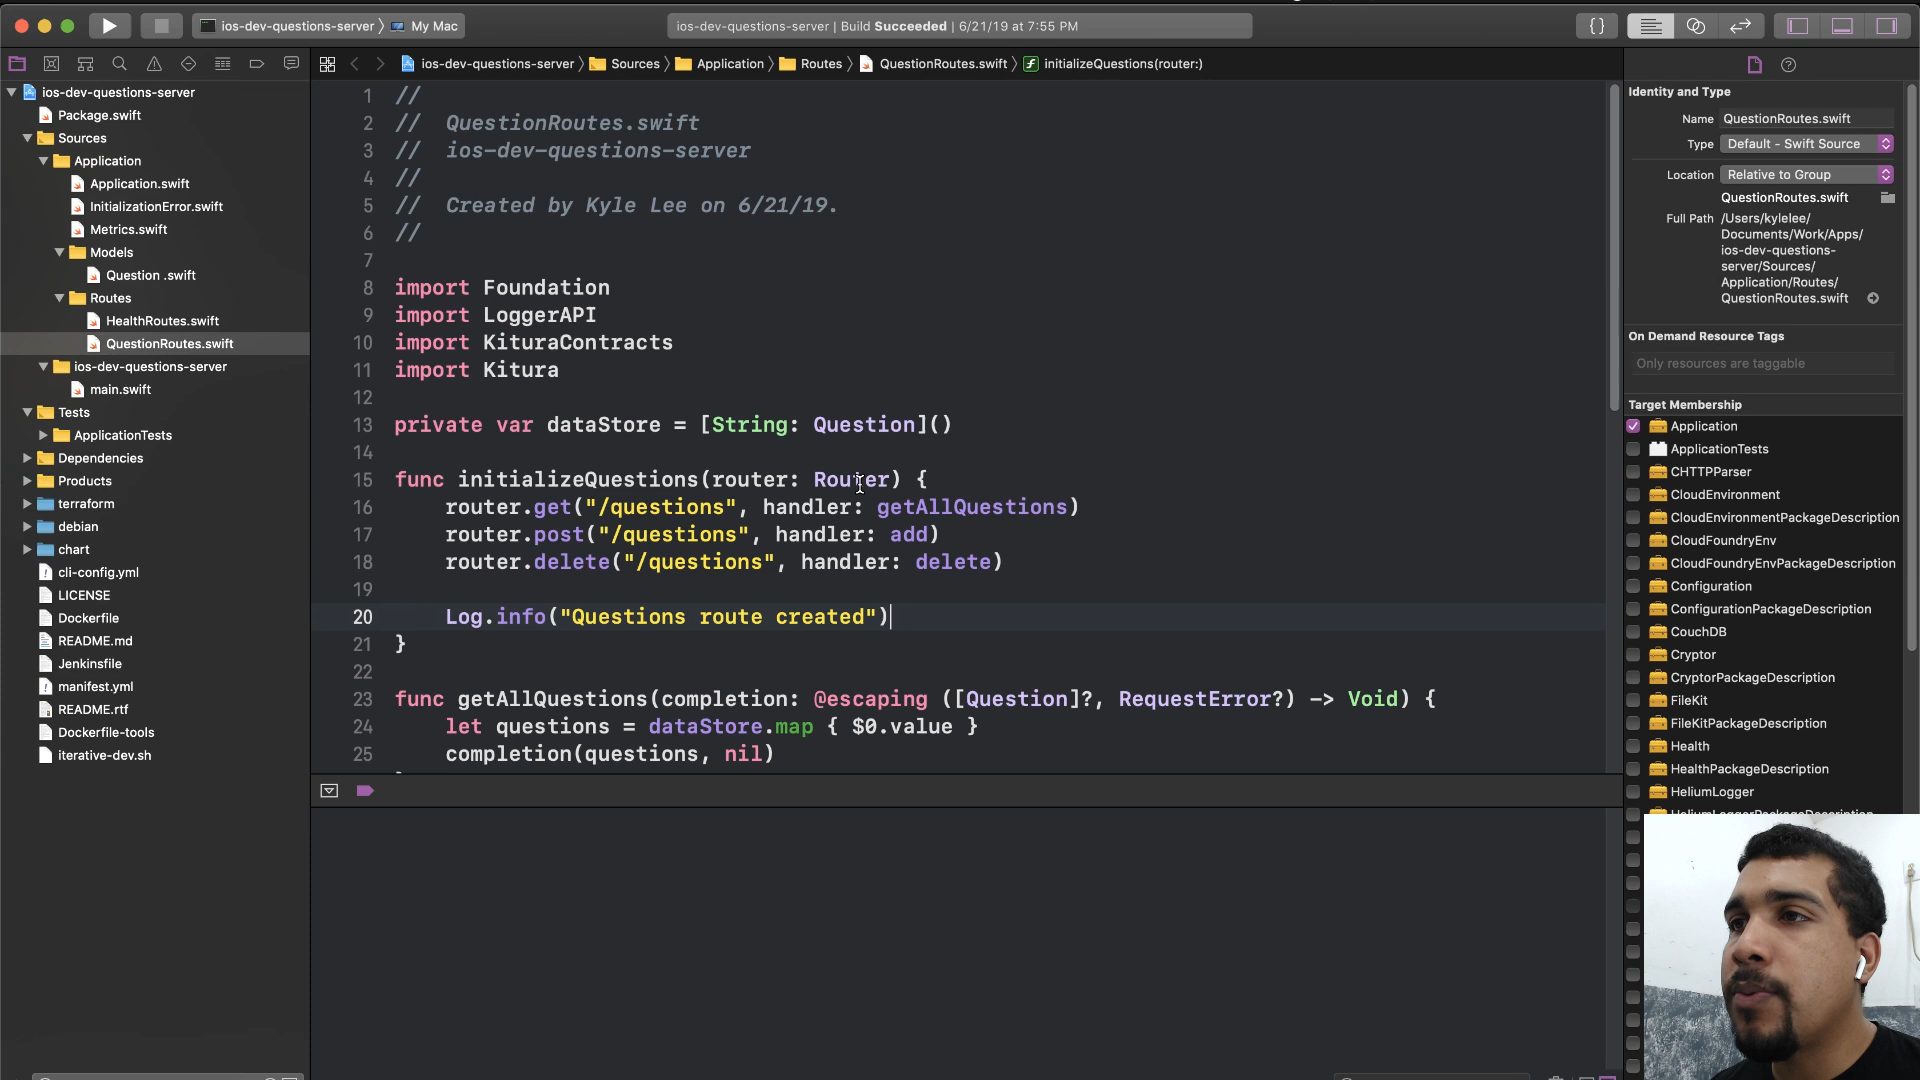 ios-dev-questions-server 〉 My Mac
ios-dev-questions-server | Build Succeeded | 6/21/19 at 7:55 PM
ios-dev-questions-server 〉 Sources 〉 Application 〉 Routes 〉 QuestionRoutes.swift 〉 initializeQuestions(router:)
ios-dev-questions-server
Package.swift
Sources
Application
Application.swift
InitializationError.swift
Metrics.swift
Models
Question .swift
Routes
HealthRoutes.swift
QuestionRoutes.swift
ios-dev-questions-server
main.swift
Tests
ApplicationTests
Dependencies
Products
terraform
debian
chart
cli-config.yml
LICENSE
Dockerfile
README.md
Jenkinsfile
manifest.yml
README.rtf
Dockerfile-tools
iterative-dev.sh
1 //
2 //  QuestionRoutes.swift
3 //  ios-dev-questions-server
4 //
5 //  Created by Kyle Lee on 6/21/19.
6 //
7
8 import Foundation
9 import LoggerAPI
10 import KituraContracts
11 import Kitura
12
13 private var dataStore = [String: Question]()
14
15 func initializeQuestions(router: Router) {
16     router.get("/questions", handler: getAllQuestions)
17     router.post("/questions", handler: add)
18     router.delete("/questions", handler: delete)
19
20     Log.info("Questions route created")
21 }
22
23 func getAllQuestions(completion: @escaping ([Question]?, RequestError?) -> Void) {
24     let questions = dataStore.map { $0.value }
25     completion(questions, nil)
Identity and Type
Name QuestionRoutes.swift
Type Default - Swift Source
Location Relative to Group
QuestionRoutes.swift
Full Path /Users/kylelee/
Documents/Work/Apps/
ios-dev-questions-
server/Sources/
Application/Routes/
QuestionRoutes.swift
On Demand Resource Tags
Only resources are taggable
Target Membership
Application
ApplicationTests
CHTTPParser
CloudEnvironment
CloudEnvironmentPackageDescription
CloudFoundryEnv
CloudFoundryEnvPackageDescription
Configuration
ConfigurationPackageDescription
CouchDB
Cryptor
CryptorPackageDescription
FileKit
FileKitPackageDescription
Health
HealthPackageDescription
HeliumLogger